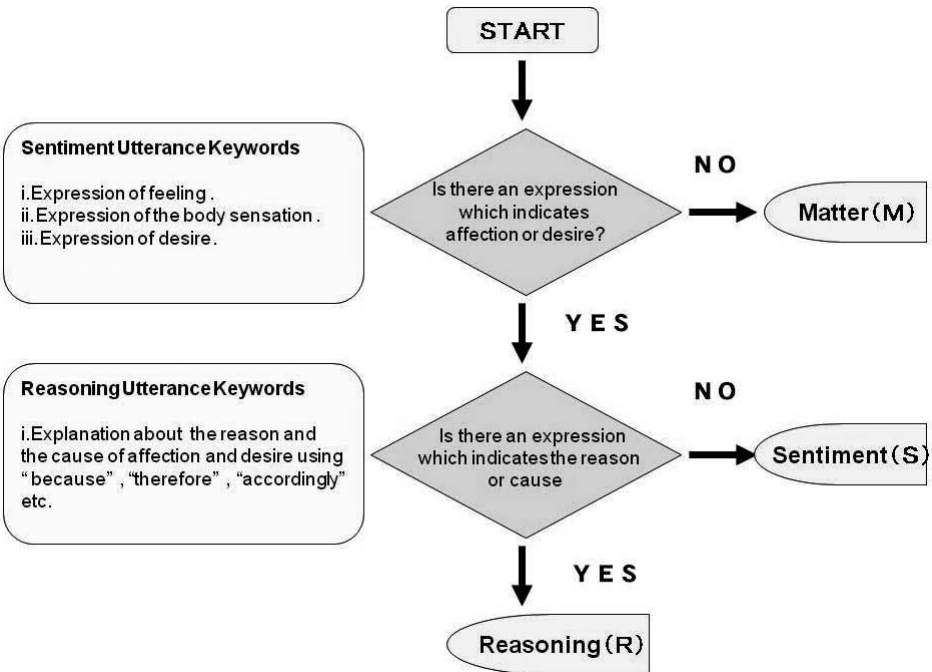 START
Sentiment Utterance Keywords
i.Expression of feeling .
ii.Expression of the body sensation .
iii.Expression of desire.
Is there an expression
which indicates
affection or desire?
NO
Matter(M)
YES
Reasoning Utterance Keywords
i.Explanation about the reason and
the cause of affection and desire using
“because” , “therefore” , “accordingly”
etc.
Is there an expression
which indicates the reason
or cause
NO
Sentiment(S)
YES
Reasoning(R)